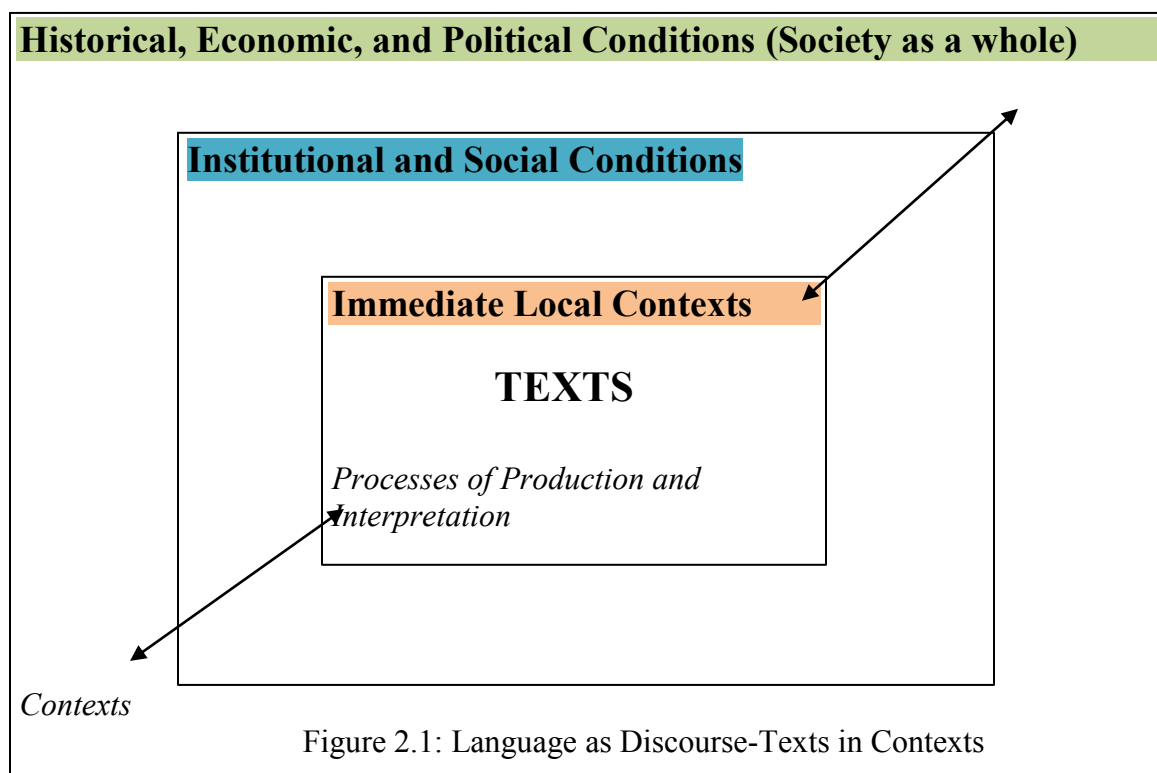 Historical, Economic, and Political Conditions (Society as a whole)
Institutional and Social Conditions
Immediate Local Contexts
TEXTS
Processes of Production and
Interpretation
Contexts
Figure 2.1: Language as Discourse-Texts in Contexts